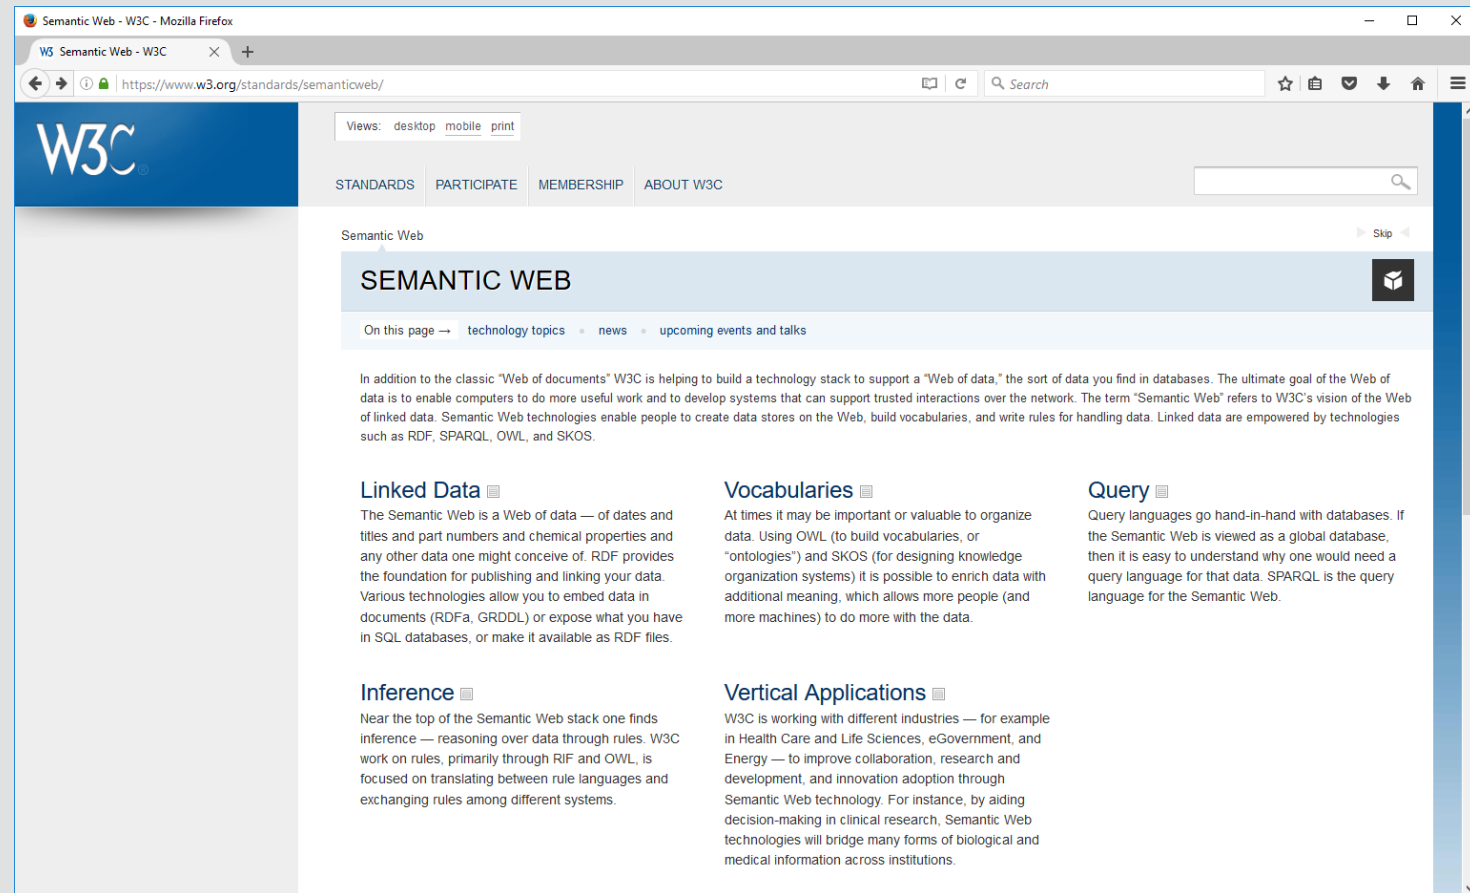 Semantic Web - W3C - Mozilla Firefox
W3 Semantic Web - W3C
https://www.w3.org/standards/semanticweb/
Search
W3C®
Views: desktop mobile print
STANDARDS PARTICIPATE MEMBERSHIP ABOUT W3C
Semantic Web
Skip
SEMANTIC WEB
On this page → technology topics news upcoming events and talks
In addition to the classic “Web of documents” W3C is helping to build a technology stack to support a “Web of data,” the sort of data you find in databases. The ultimate goal of the Web of
data is to enable computers to do more useful work and to develop systems that can support trusted interactions over the network. The term “Semantic Web” refers to W3C’s vision of the Web
of linked data. Semantic Web technologies enable people to create data stores on the Web, build vocabularies, and write rules for handling data. Linked data are empowered by technologies
such as RDF, SPARQL, OWL, and SKOS.
Linked Data
The Semantic Web is a Web of data — of dates and
titles and part numbers and chemical properties and
any other data one might conceive of. RDF provides
the foundation for publishing and linking your data.
Various technologies allow you to embed data in
documents (RDFa, GRDDL) or expose what you have
in SQL databases, or make it available as RDF files.
Vocabularies
At times it may be important or valuable to organize
data. Using OWL (to build vocabularies, or
“ontologies”) and SKOS (for designing knowledge
organization systems) it is possible to enrich data with
additional meaning, which allows more people (and
more machines) to do more with the data.
Query
Query languages go hand-in-hand with databases. If
the Semantic Web is viewed as a global database,
then it is easy to understand why one would need a
query language for that data. SPARQL is the query
language for the Semantic Web.
Inference
Near the top of the Semantic Web stack one finds
inference — reasoning over data through rules. W3C
work on rules, primarily through RIF and OWL, is
focused on translating between rule languages and
exchanging rules among different systems.
Vertical Applications
W3C is working with different industries — for example
in Health Care and Life Sciences, eGovernment, and
Energy — to improve collaboration, research and
development, and innovation adoption through
Semantic Web technology. For instance, by aiding
decision-making in clinical research, Semantic Web
technologies will bridge many forms of biological and
medical information across institutions.